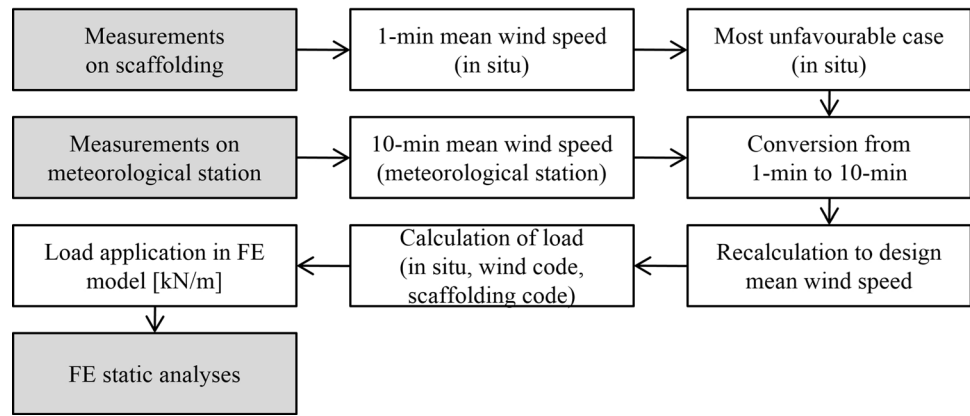 Measurements
on scaffolding
1-min mean wind speed
(in situ)
Most unfavourable case
(in situ)
Measurements on
meteorological station
10-min mean wind speed
(meteorological station)
Conversion from
1-min to 10-min
Load application in FE
model [kN/m]
Calculation of load
(in situ, wind code,
scaffolding code)
Recalculation to design
mean wind speed
FE static analyses